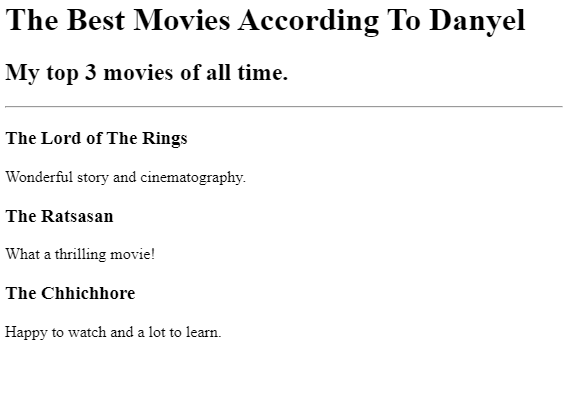 The Best Movies According To Danyel
My top 3 movies of all time.
The Lord of The Rings
Wonderful story and cinematography.
The Ratsasan
What a thrilling movie!
The Chhichhore
Happy to watch and a lot to learn.